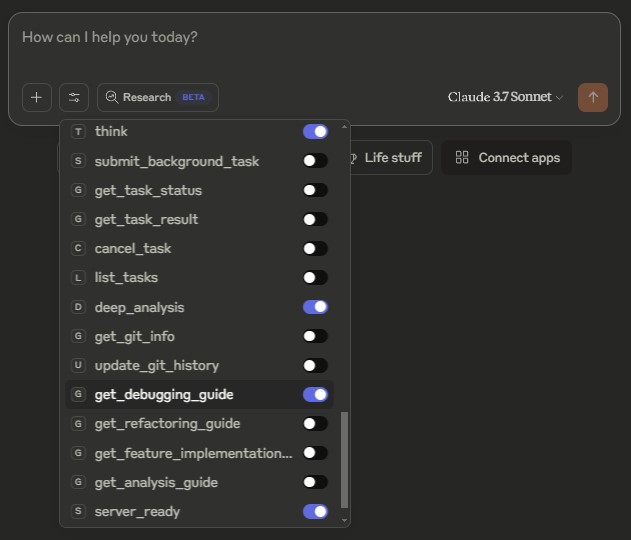 How can I help you today?
Research BETA
Claude 3.7 Sonnet
Life stuff
Connect apps
T think
S submit_background_task
G get_task_status
G get_task_result
C cancel_task
L list_tasks
D deep_analysis
G get_git_info
U update_git_history
G get_debugging_guide
G get_refactoring_guide
G get_feature_implementation...
G get_analysis_guide
S server_ready